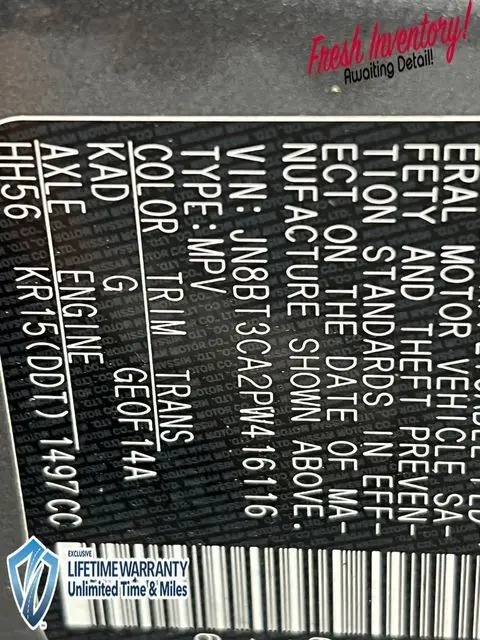 Fresh Inventory!
Awaiting Detail!
ERAL MOTOR VEHICLE SA-
FETY AND THEFT PREVEN-
TION STANDARDS IN EFF-
ECT ON THE DATE OF MA-
NUFACTURE SHOWN ABOVE.
VIN: JN8BT3CA2PW416116
TYPE:MPV
COLOR TRIM TRANS
KAD G GE0F14A
AXLE ENGINE
HH56 KR15(DDT) 1497CC
EXCLUSIVE
LIFETIME WARRANTY
Unlimited Time & Miles